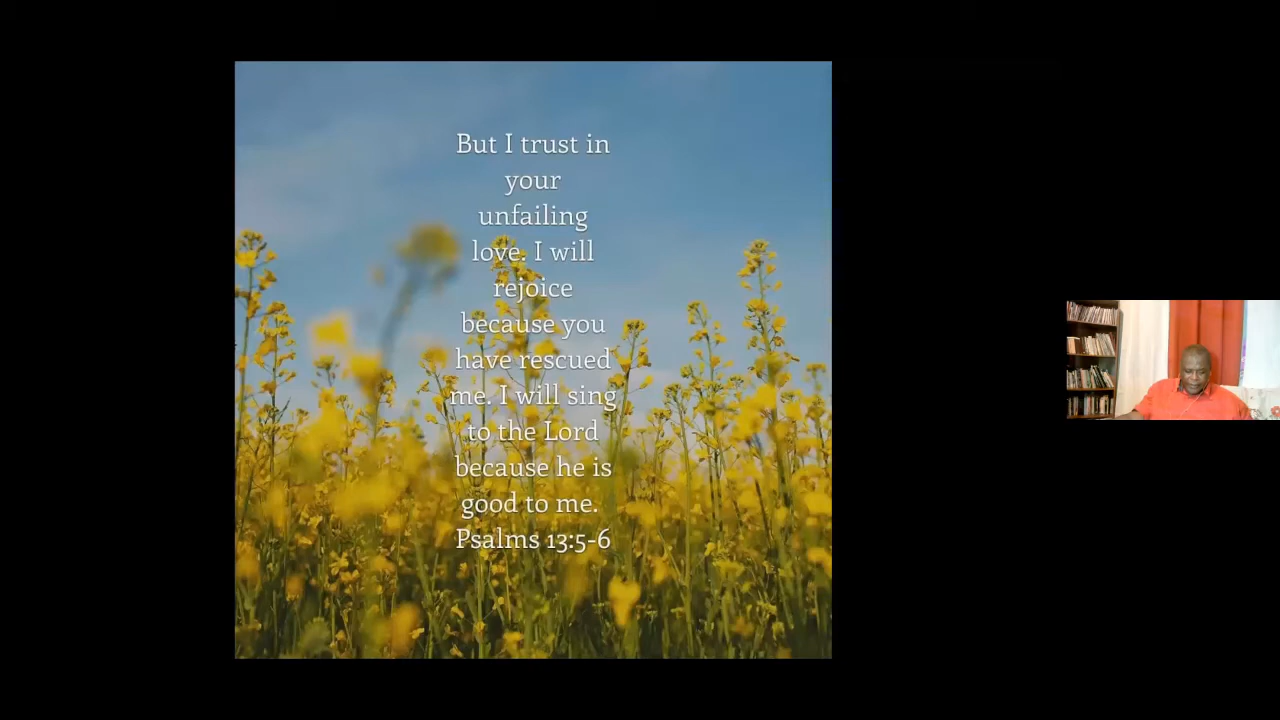 But I trust in
your
unfailing
love. I will
rejoice
because you
have rescued
me. I will sing
to the Lord
because he is
good to me.
Psalms 13:5-6